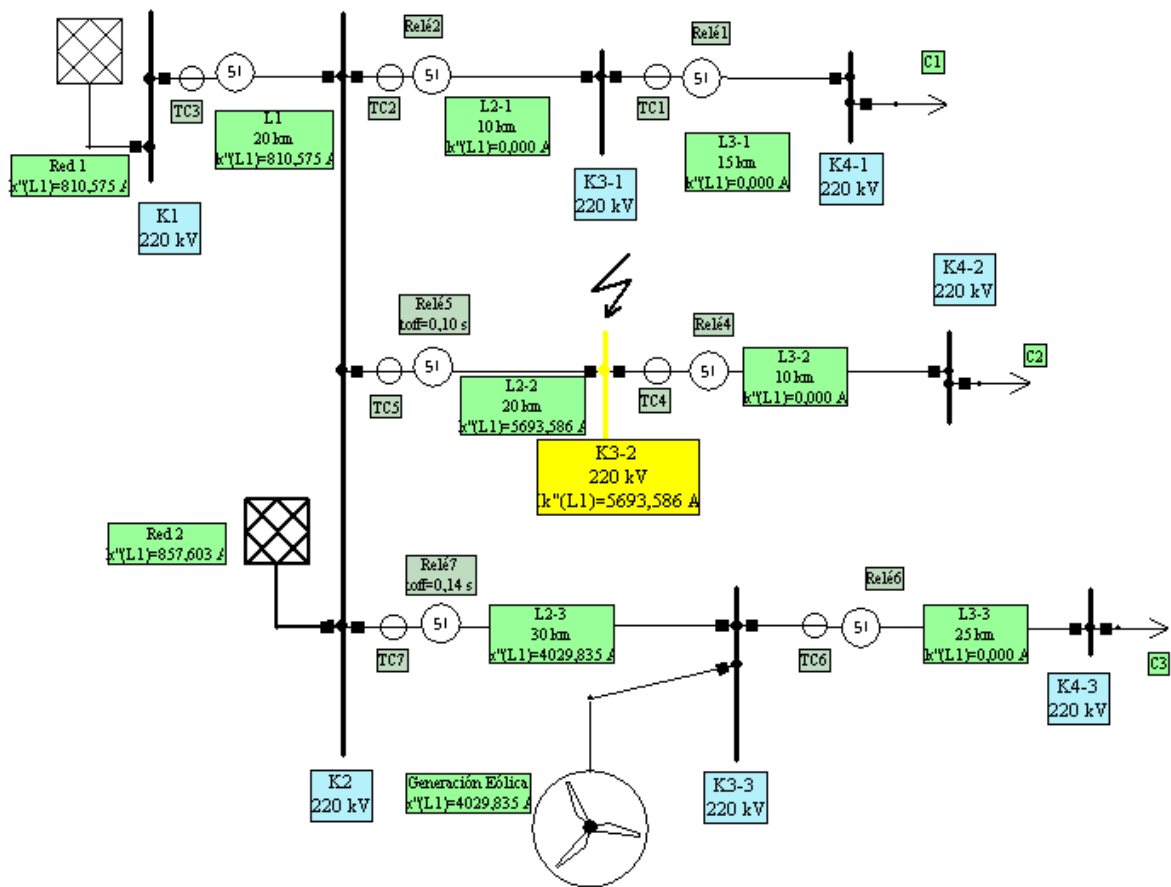 Relé2
Relé1
C1
51
51
51
TC3
TC2
TC1
L1
20 km
k"(L1)=810,575 A
L2-1
10 km
k"(L1)=0,000 A
L3-1
15 km
k"(L1)=0,000 A
Red 1
k"(L1)=810,575 A
K1
220 kV
K3-1
220 kV
K4-1
220 kV
K4-2
220 kV
Relé5
toff=0,10 s
Relé4
51
51
L3-2
10 km
k"(L1)=0,000 A
C2
TC5
L2-2
20 km
k"(L1)=5693,586 A
TC4
K3-2
220 kV
Ik"(L1)=5693,586 A
Red 2
k"(L1)=857,603 A
Relé7
toff=0,14 s
Relé6
51
51
L2-3
30 km
k"(L1)=4029,835 A
L3-3
25 km
k"(L1)=0,000 A
TC7
TC6
C3
K4-3
220 kV
K2
220 kV
Generación Eólica
k"(L1)=4029,835 A
K3-3
220 kV